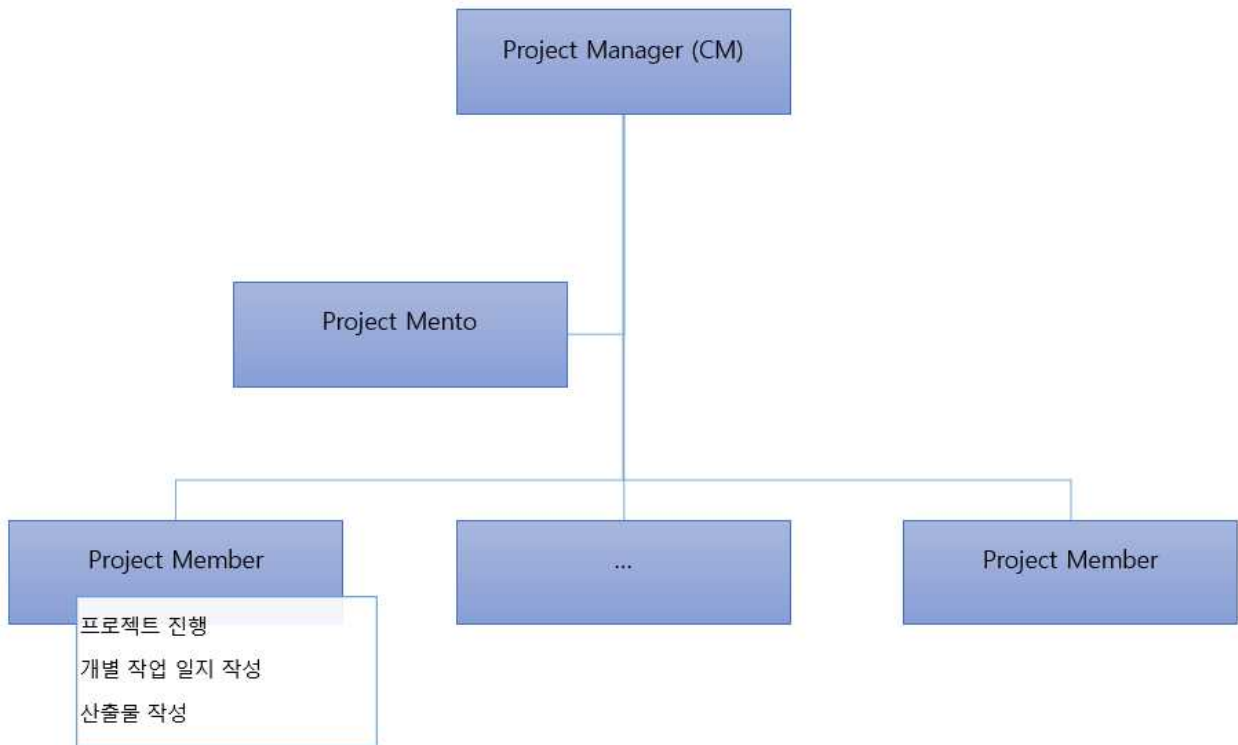 Project Manager (CM)
Project Mento
Project Member
...
Project Member
프로젝트 진행
개별 작업 일지 작성
산출물 작성